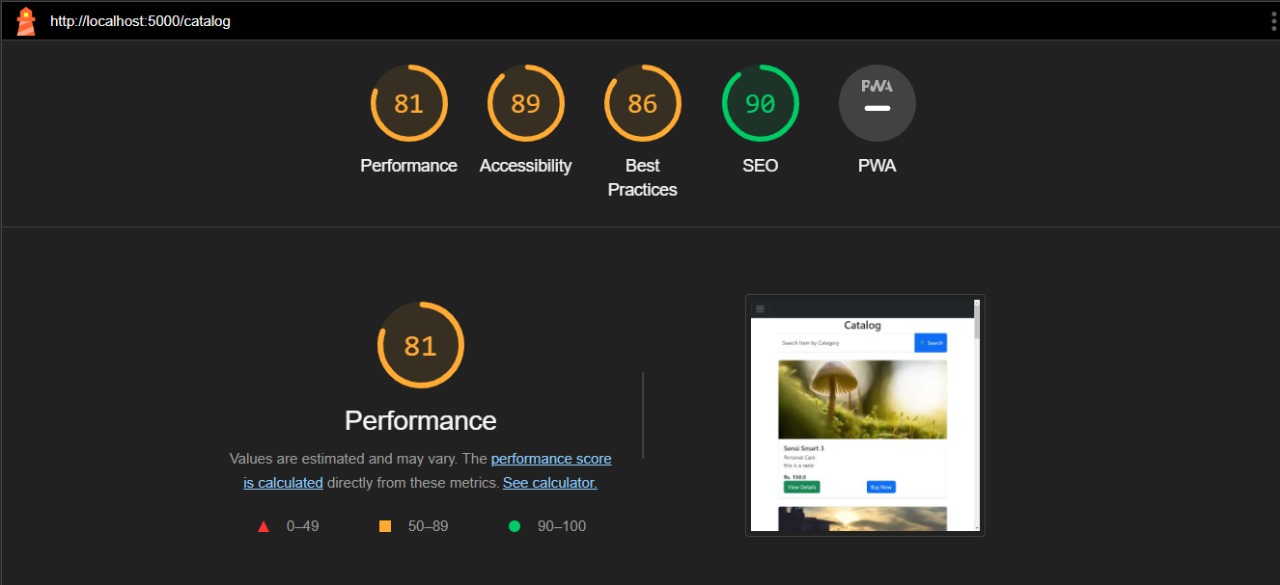 http://localhost:5000/catalog
81
89
86
90
PWA
Performance
Accessibility
Best
Practices
SEO
PWA
81
Performance
Values are estimated and may vary. The performance score
is calculated directly from these metrics. See calculator.
0–49
50–89
90–100
Catalog
Search Item by Category
Search
Sensi Smart 3
Personal Care
this is a razor
Rs. 150.0
View Details
Buy Now